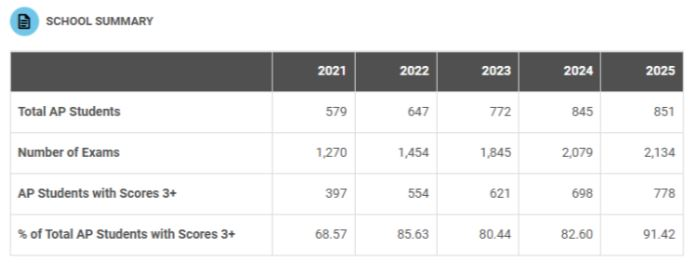 SCHOOL SUMMARY
2021 2022 2023 2024 2025
Total AP Students 579 647 772 845 851
Number of Exams 1,270 1,454 1,845 2,079 2,134
AP Students with Scores 3+ 397 554 621 698 778
% of Total AP Students with Scores 3+ 68.57 85.63 80.44 82.60 91.42